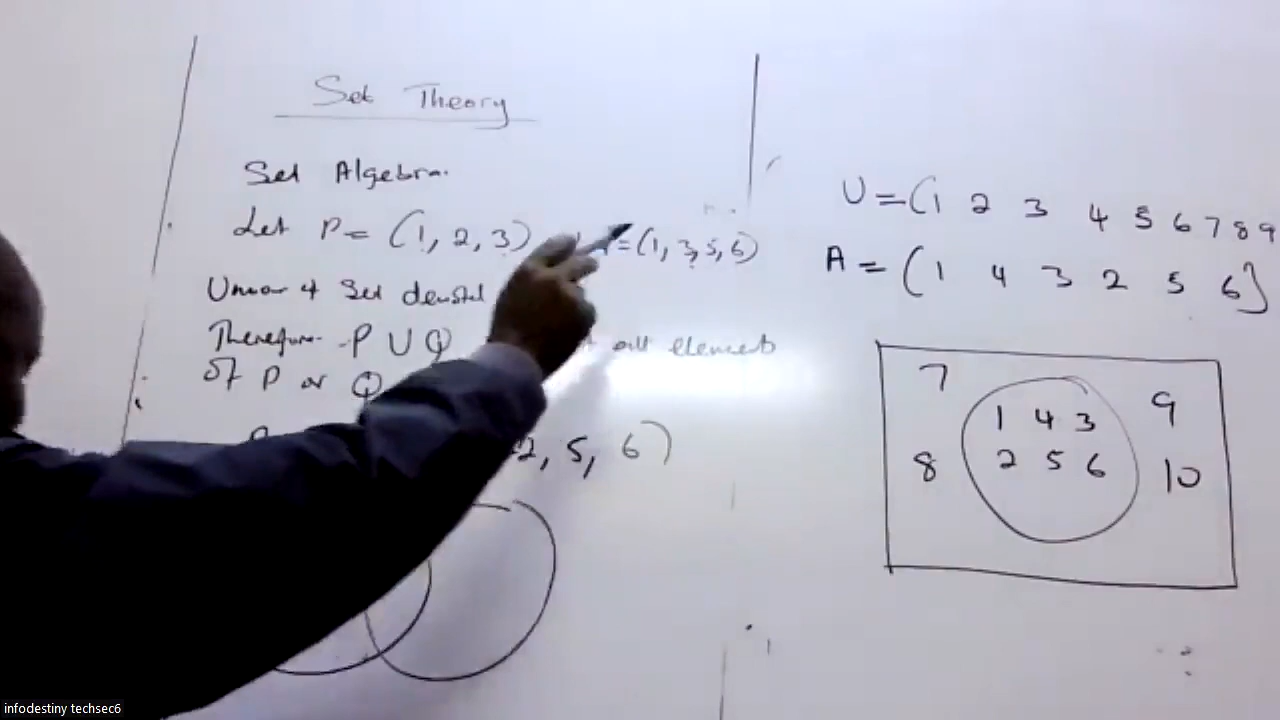 Set Theory
Set Algebra.
Let P = (1, 2, 3) = (1, 3, 5, 6)
Union of Set
Therefore P U Q all element
Of P or Q
2, 5, 6)
U = (1 2 3 4 5 6 7 8 9
A = (1 4 3 2 5 6)
7 1 4 3 9
8 2 5 6 10
infodestiny techsec6